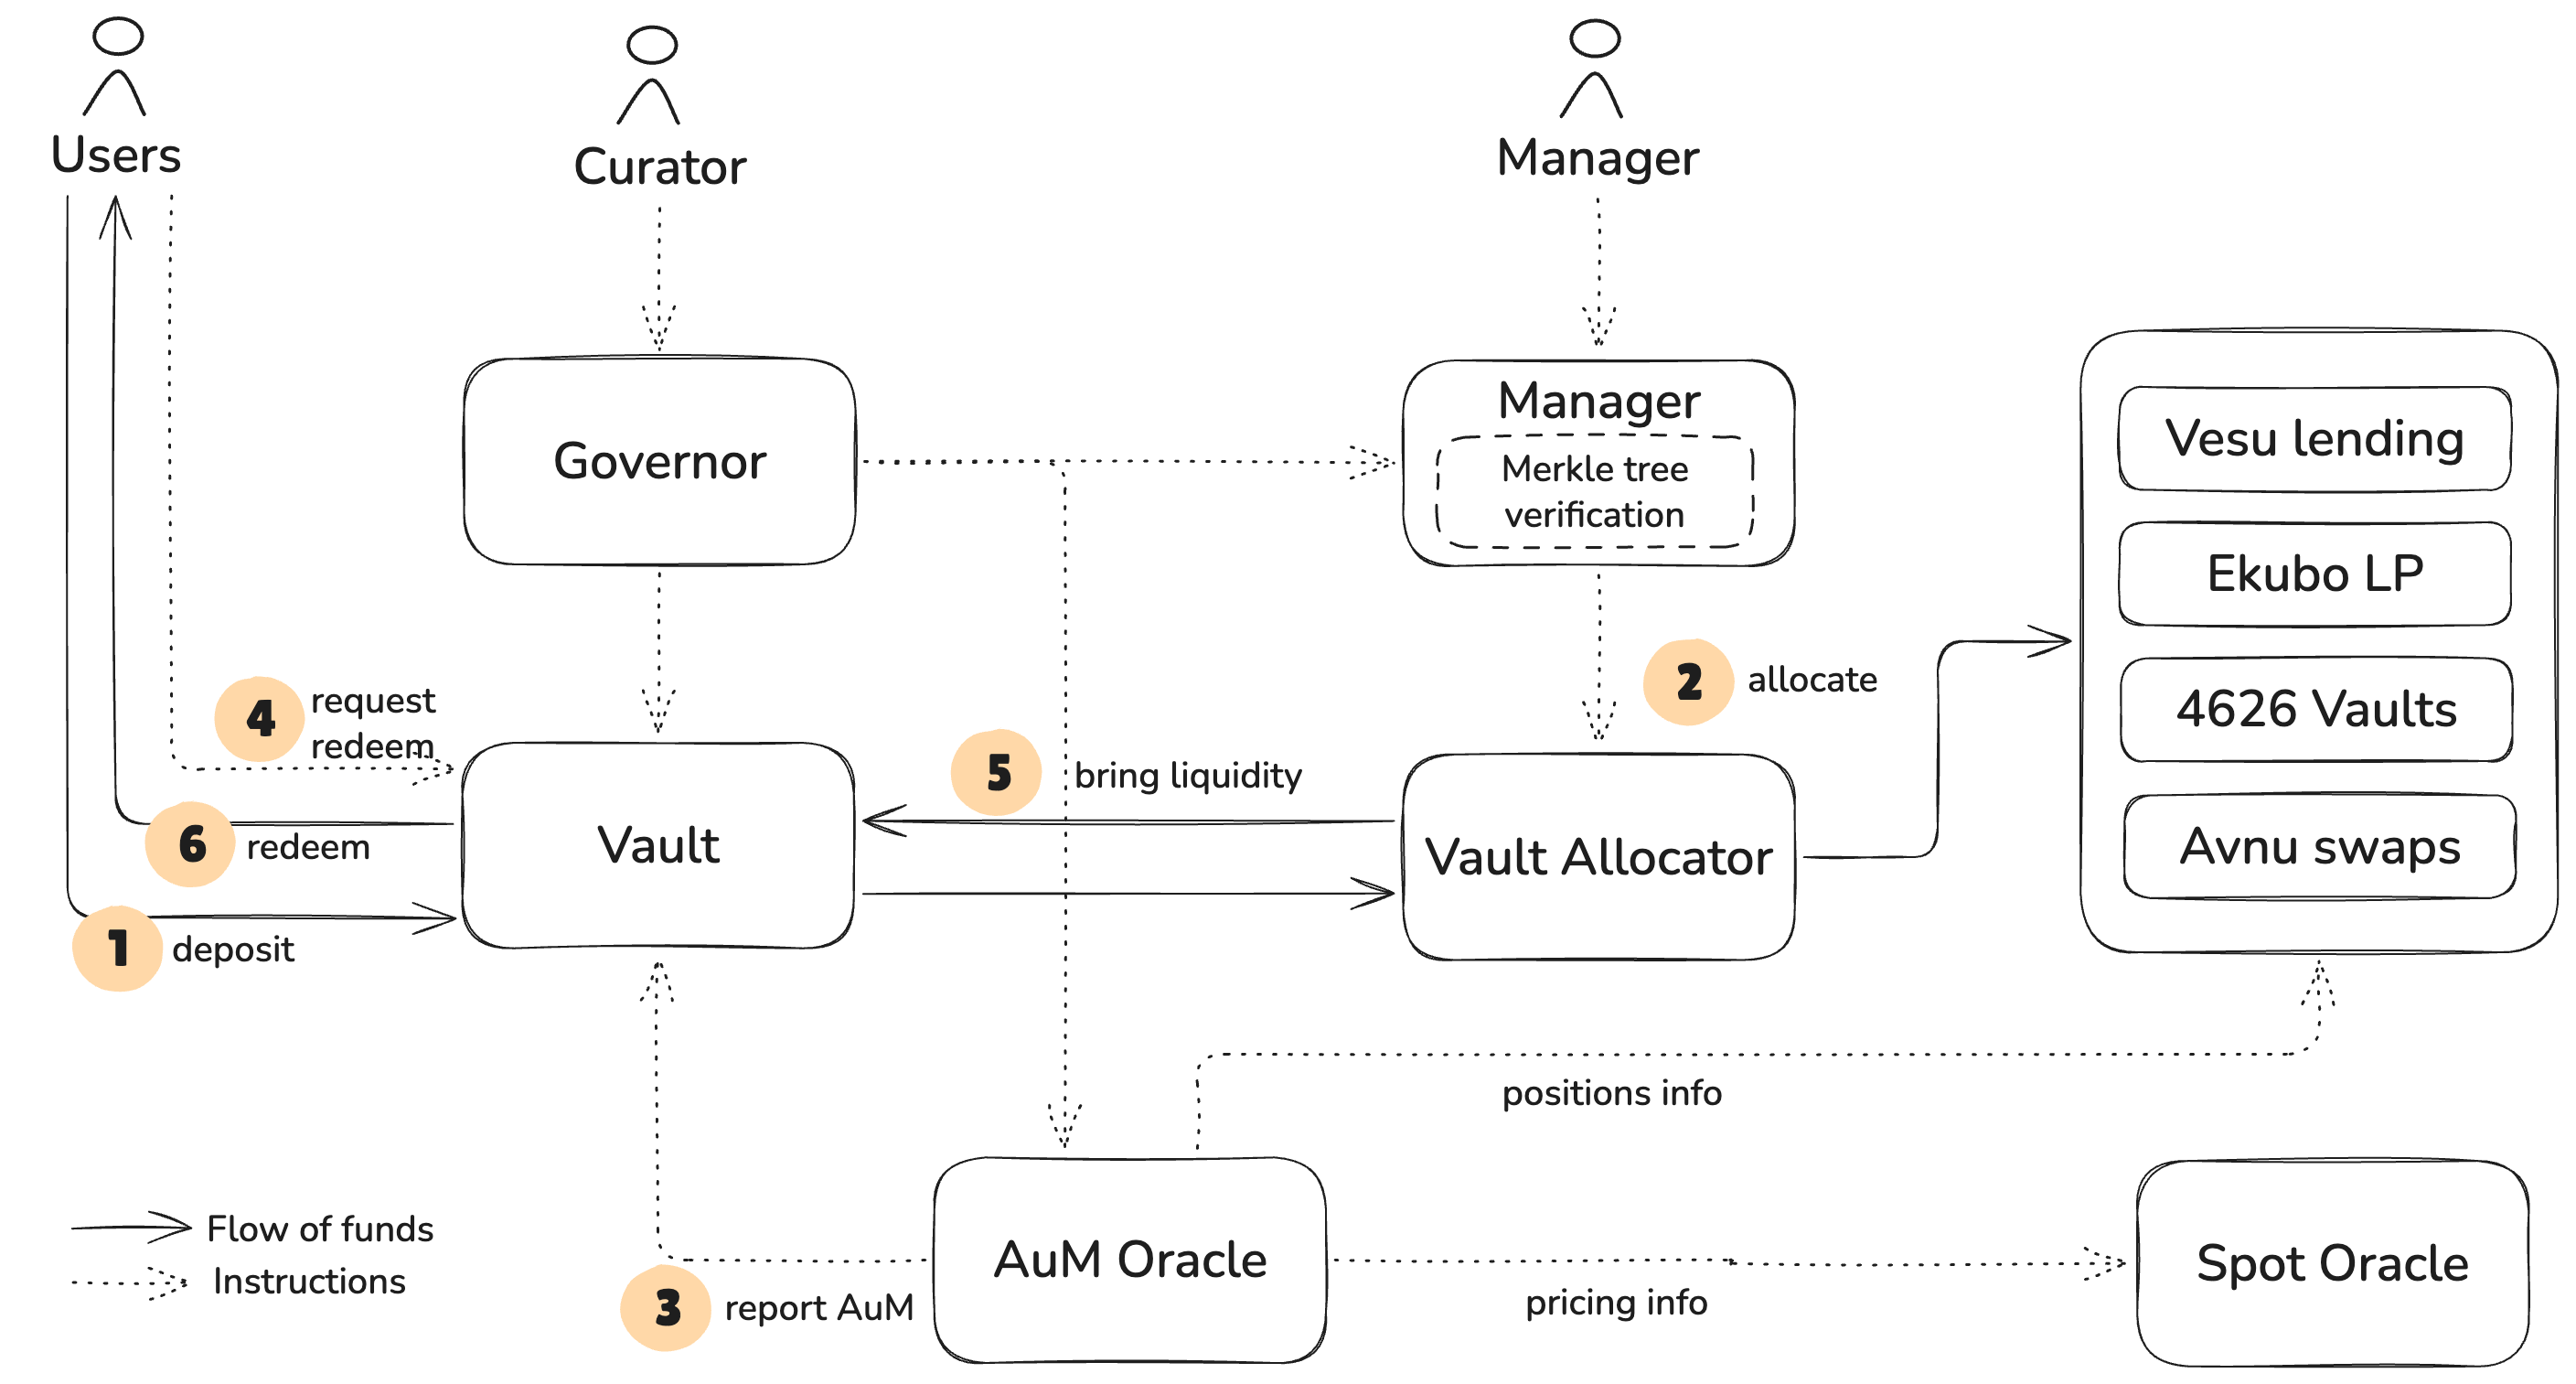 Users
Curator
Manager
Governor
Manager
Merkle tree
verification
Vesu lending
Ekubo LP
4626 Vaults
Avnu swaps
4
request
redeem
2
allocate
5
bring liquidity
6
redeem
Vault
Vault Allocator
1
deposit
positions info
Flow of funds
Instructions
3
report AuM
AuM Oracle
pricing info
Spot Oracle